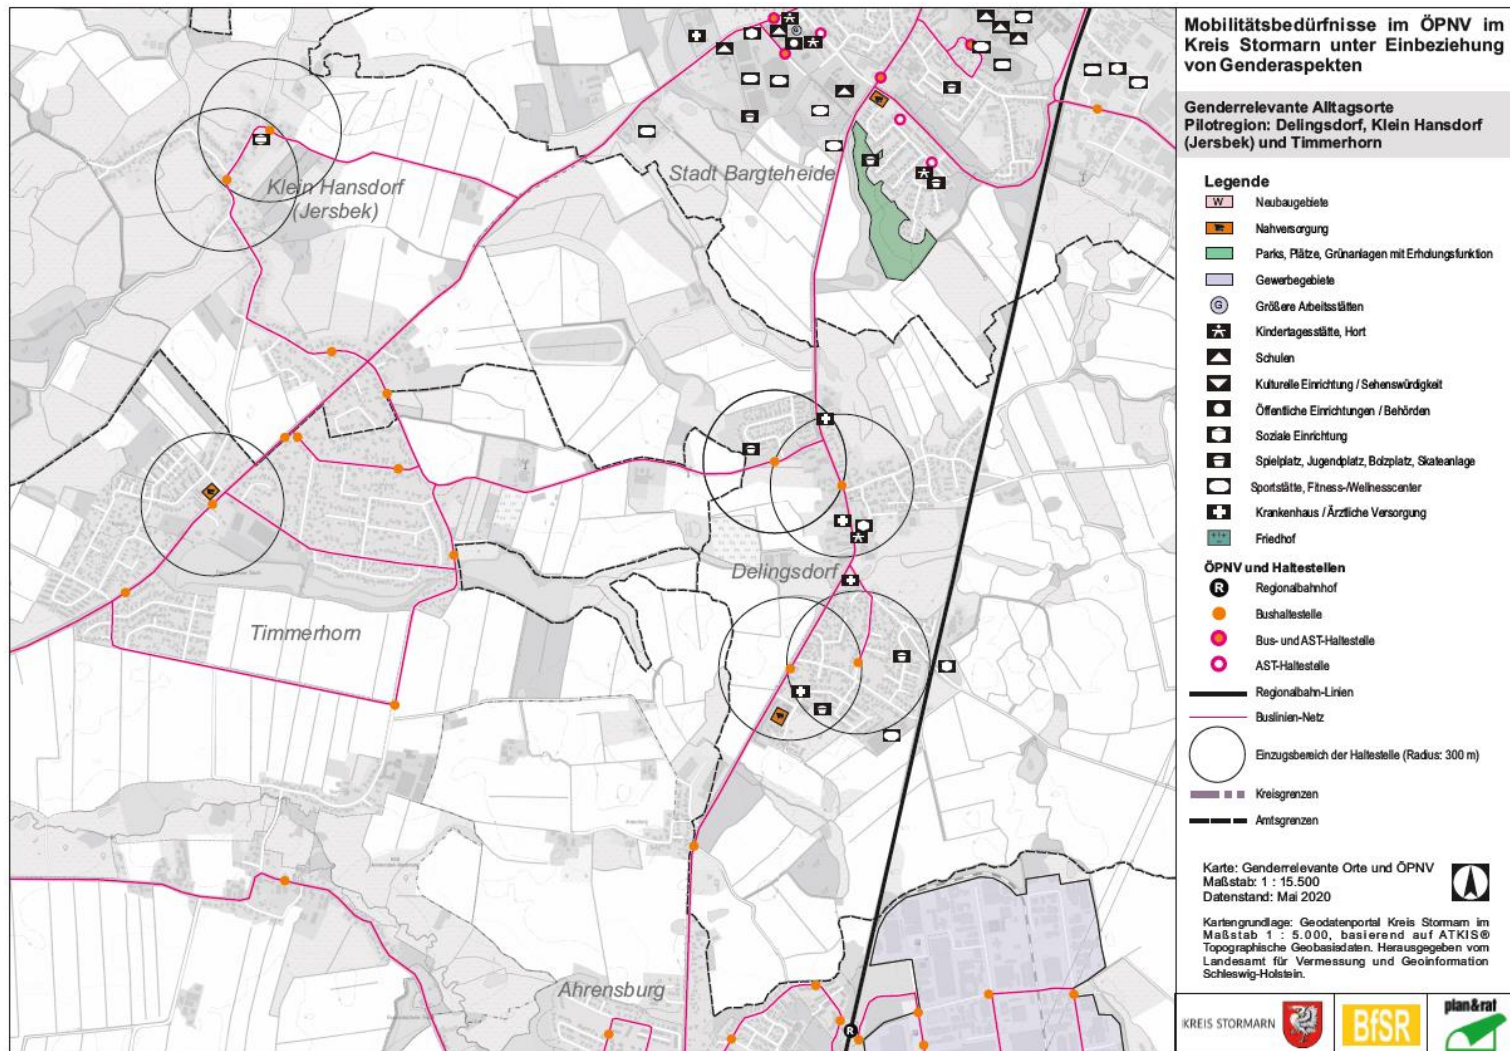 Mobilitätsbedürfnisse im ÖPNV im
Kreis Stormarn unter Einbeziehung
von Genderaspekten
Genderrelevante Alltagsorte
Pilotregion: Delingsdorf, Klein Hansdorf
(Jersbek) und Timmerhorn
Legende
W Neubaugebiete
Nahversorgung
Parks, Plätze, Grünanlagen mit Erholungsfunktion
Gewerbegebiete
G Größere Arbeitsstätten
Kindertagesstätte, Hort
Schulen
Kulturelle Einrichtung / Sehenswürdigkeit
Öffentliche Einrichtungen / Behörden
Soziale Einrichtung
Spielplatz, Jugendplatz, Bolzplatz, Skateanlage
Sportstätte, Fitness-/Wellnesscenter
Krankenhaus / Ärztliche Versorgung
Friedhof
ÖPNV und Haltestellen
R Regionalbahnhof
Bushaltestelle
Bus- und AST-Haltestelle
AST-Haltestelle
Regionalbahn-Linien
Buslinien-Netz
Einzugsbereich der Haltestelle (Radius: 300 m)
Kreisgrenzen
Amtsgrenzen
Karte: Genderrelevante Orte und ÖPNV
Maßstab: 1 : 15.500
Datenstand: Mai 2020
Kartengrundlage: Geodatenportal Kreis Stormarn im
Maßstab 1 : 5.000, basierend auf ATKIS®
Topographische Geobasisdaten. Herausgegeben vom
Landesamt für Vermessung und Geoinformation
Schleswig-Holstein.
KREIS STORMARN
BfSR
plan&rat
Stadt Bargteheide
Klein Hansdorf
(Jersbek)
Delingsdorf
Timmerhorn
Ahrensburg
G
R